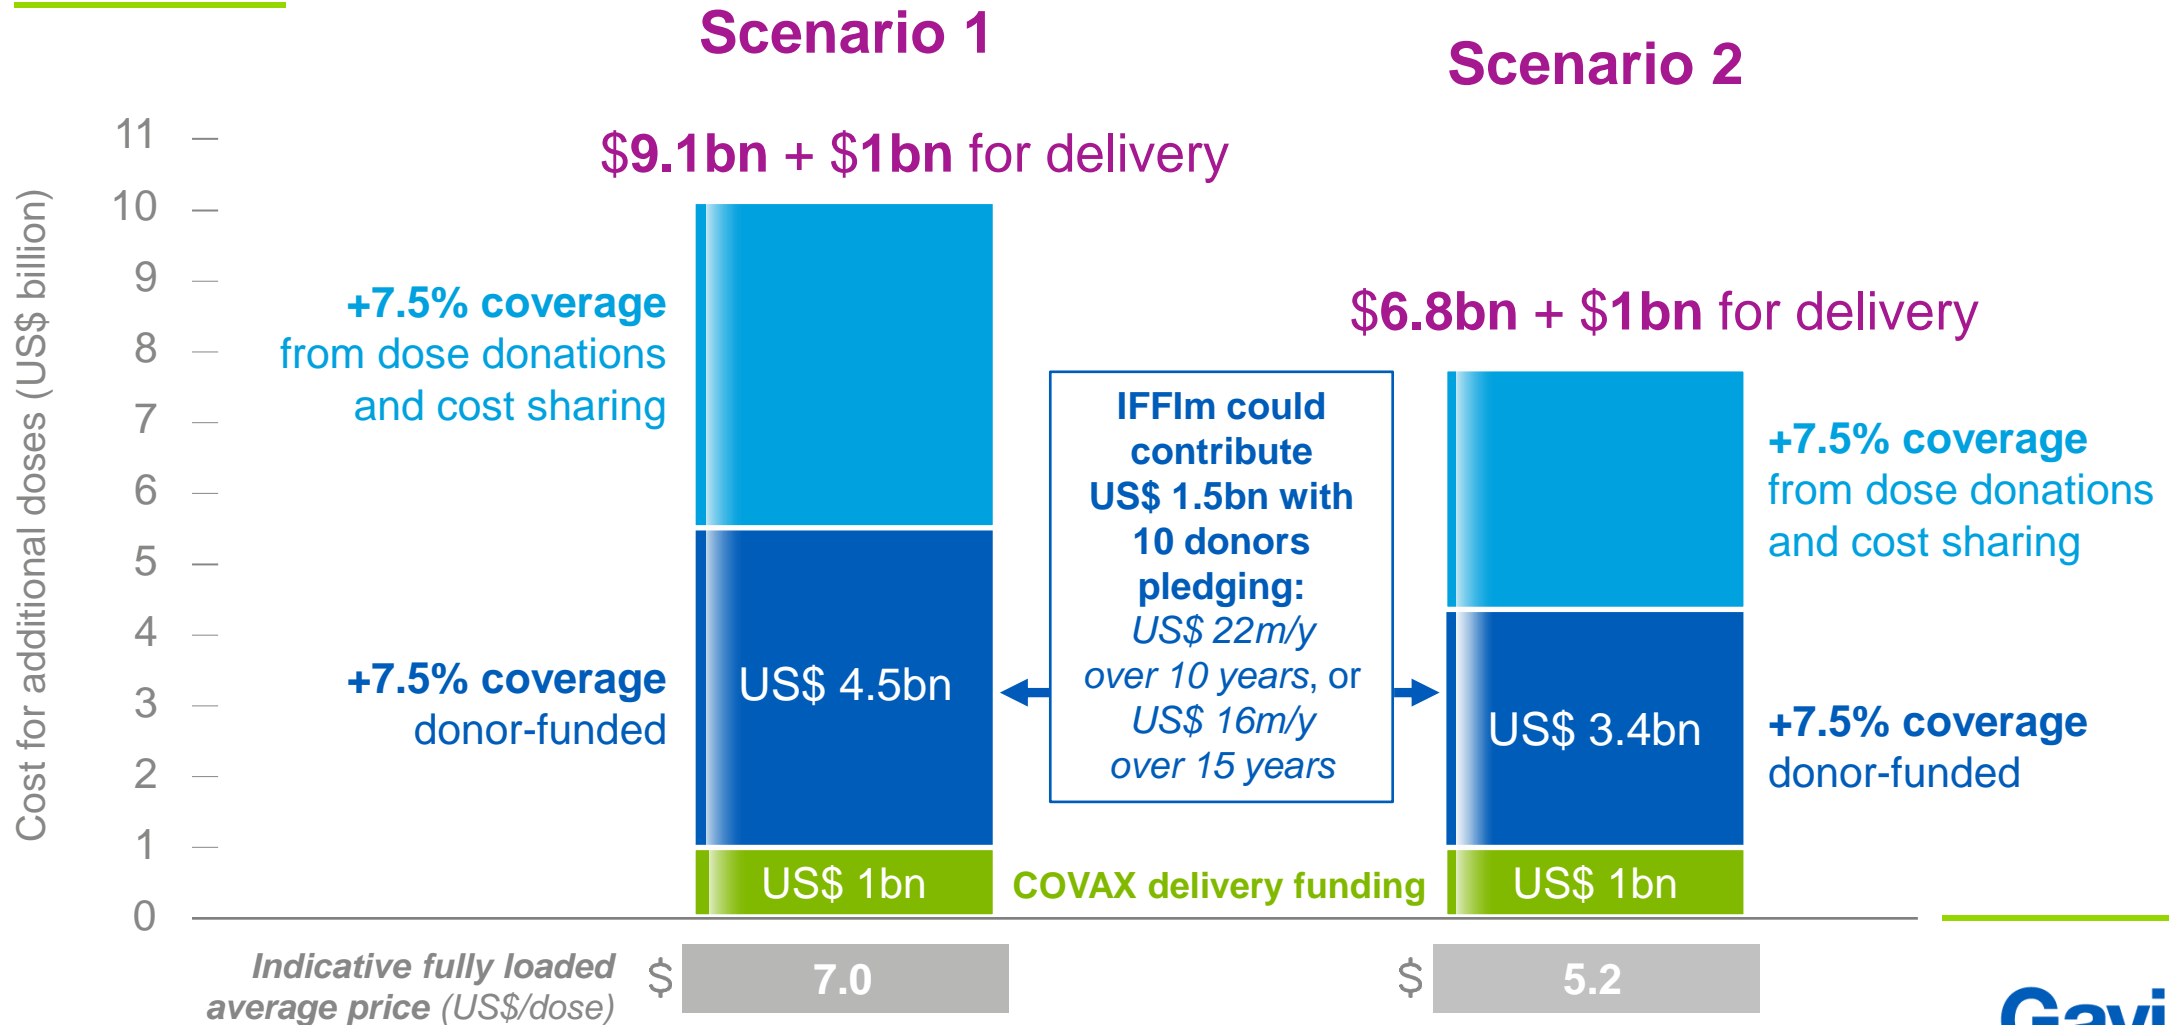 Scenario 1
Scenario 2
$9.1bn + $1bn for delivery
$6.8bn + $1bn for delivery
Cost for additional doses (US$ billion)
11
10
9
8
7
6
5
4
3
2
1
0
+7.5% coverage
from dose donations
and cost sharing
+7.5% coverage
donor-funded
US$ 4.5bn
US$ 1bn
IFFIm could
contribute
US$ 1.5bn with
10 donors
pledging:
US$ 22m/y
over 10 years, or
US$ 16m/y
over 15 years
COVAX delivery funding
US$ 3.4bn
US$ 1bn
+7.5% coverage
from dose donations
and cost sharing
+7.5% coverage
donor-funded
Indicative fully loaded
average price (US$/dose)
$ 7.0
$ 5.2
Gavi